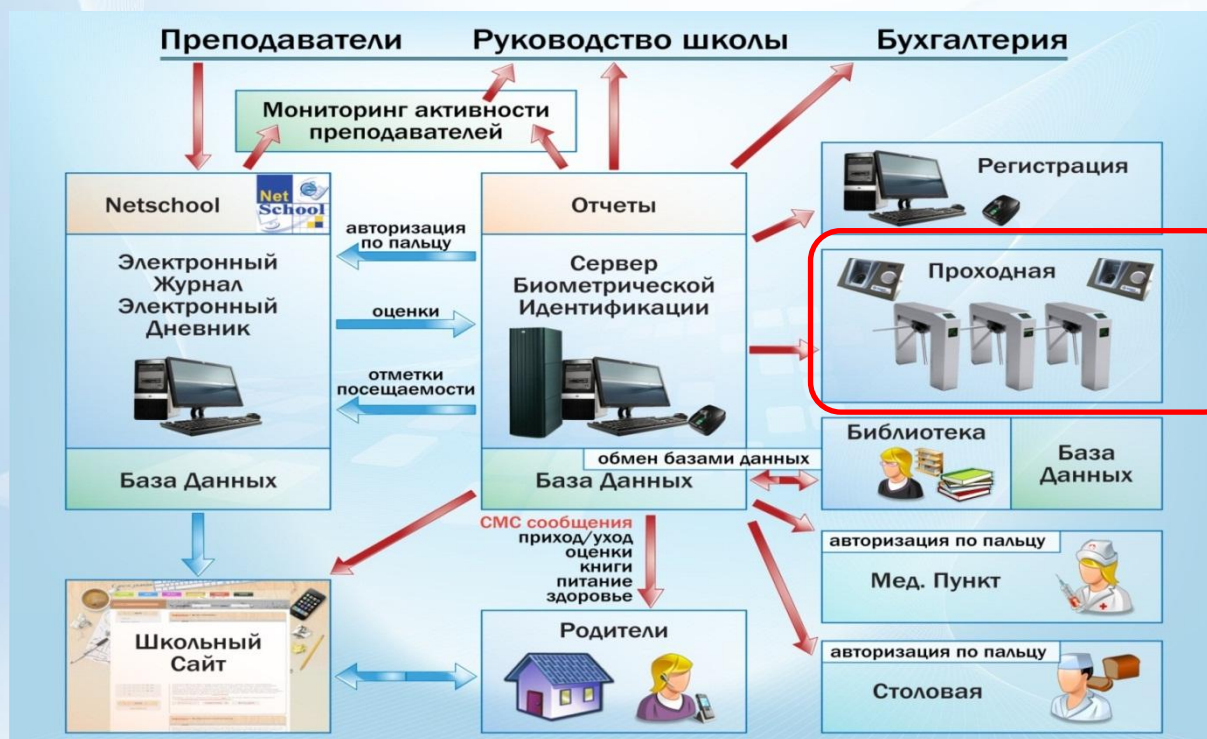 Преподаватели
Руководство школы
Бухгалтерия
Мониторинг активности
преподавателей
Netschool
Net
School
Электронный
Журнал
Электронный
Дневник
База Данных
авторизация
по пальцу
оценки
отметки
посещаемости
Отчеты
Сервер
Биометрической
Идентификации
обмен базами данных
База Данных
Регистрация
Проходная
Библиотека
База
Данных
авторизация по пальцу
Мед. Пункт
авторизация по пальцу
Столовая
СМС сообщения
приход/уход
оценки
книги
питание
здоровье
Родители
Школьный
Сайт